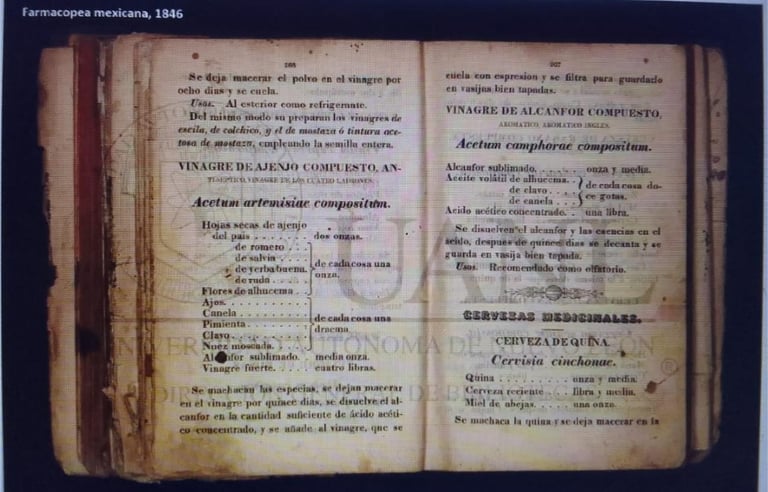 Farmacopea mexicana, 1846
Se deja macerar el polvo en el vinagre por
ocho dias y se cuela.
Usos. Al esterior como refrigerante.
Del mismo modo su preparan los vinagres de
escila, de colchico, y el de mostaza ó tintura ace-
tosa de mostaza, empleando la semilla entera.
VINAGRE DE AJENJO COMPUESTO, AN-
TISEPTICO, VINAGRE DE LOS CUATRO LADRONES.
Acetum artemisiae compositum.
Hojas secas de ajenjo
del pais . . . . . . . dos onzas.
de romero . . .
de salvia . . . .
de yerba buena.
de ruda . . . .
de cada cosa una
onza.
Flores de alhucema . .
Ajos. . . . . . . . . .
Canela . . . . . . . . .
Pimienta . . . . . . . .
Clavo. . . . . . . . . .
Nuez moscada. . . . .
de cada cosa una
dracma.
Alcanfor sublimado. . . . media onza.
Vinagre fuerte. . . . . cuatro libras.
Se machacan las especias, se dejan macerar
en el vinagre por quince dias, se disuelve el al-
canfor en la cantidad suficiente de ácido acéti-
co concentrado, y se añade al vinagre, que se
207
cuela con espresion y se filtra para guardarlo
en vasijas bien tapadas.
VINAGRE DE ALCANFOR COMPUESTO,
AROMATICO, AROMATICO INGLES.
Acetum camphorae compositum.
Alcanfor sublimado. . . . . onza y media.
Aceite volátil de alhucema. .
de clavo . . .
de canela . .
de cada cosa do-
ce gotas.
Acido acético concentrado. . una libra.
Se disuelven el alcanfor y las esencias en el
ácido, despues de quince dias se decanta y se
guarda en vasija bien tapada.
Usos. Recomendado como olfatorio.
CERVEZAS MEDICINALES.
CERVEZA DE QUINA.
Cervisia cinchonae.
Quina . . . . . . . . . onza y media.
Cerveza reciente . . . . libra y media.
Miel de abejas. . . . . . una onza.
Se machaca la quina y se deja macerar en la